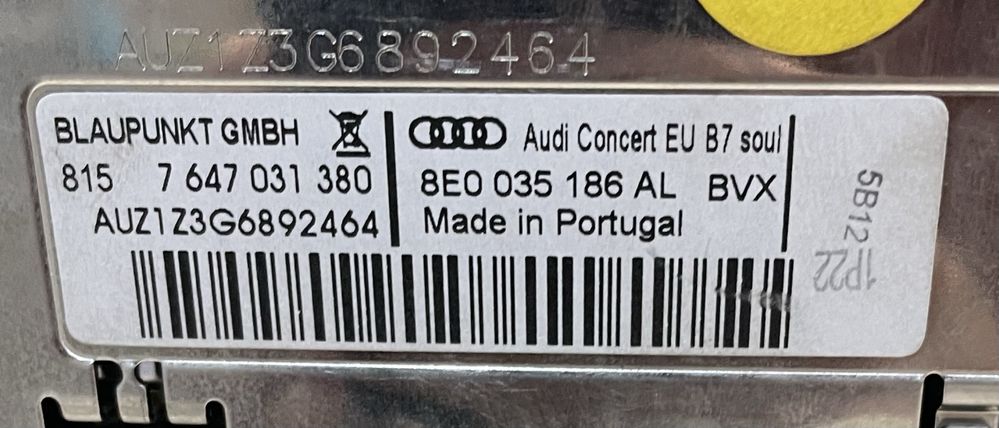 AUZ1Z3G6892464
BLAUPUNKT GMBH
815 7 647 031 380
AUZ1Z3G6892464
Audi Concert EU B7 soul
8E0 035 186 AL BVX
Made in Portugal
5B12
1P22